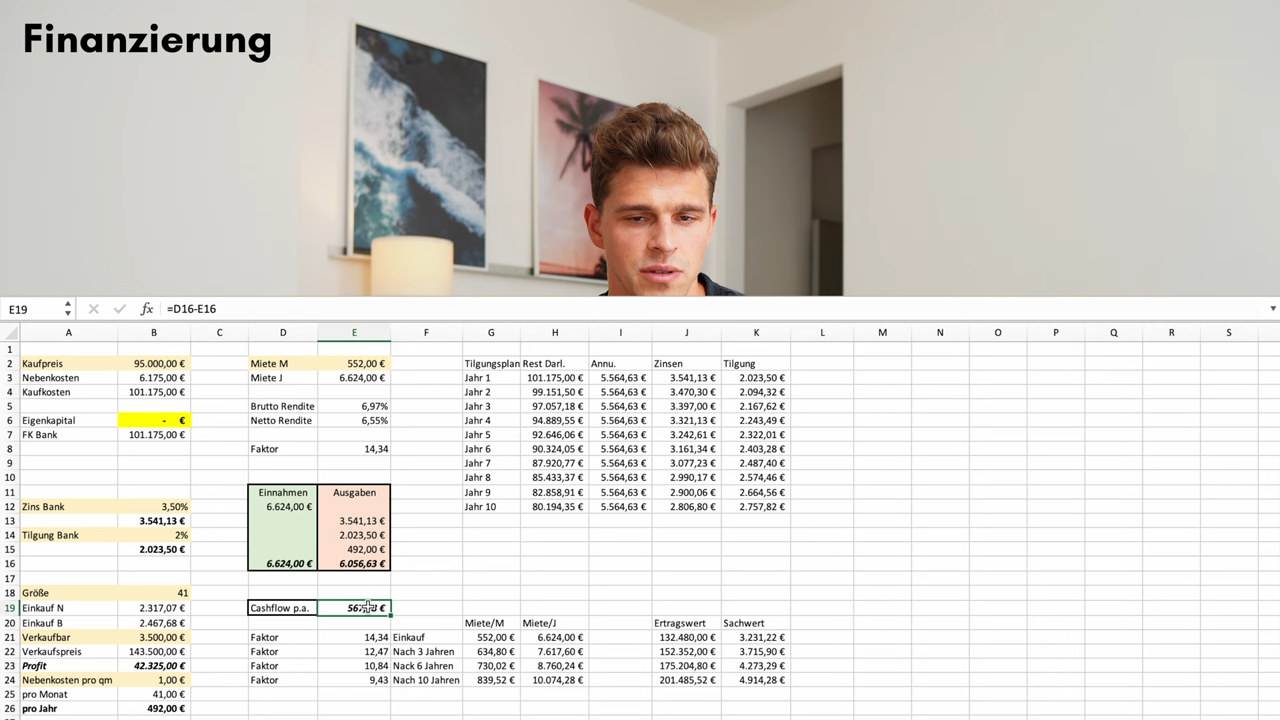 Finanzierung
E19 fx =D16-E16
A B C D E F G H I J K L M N O P Q R S
1
2 Kaufpreis 95.000,00 € Miete M 552,00 € Tilgungsplan Rest Darl. Annu. Zinsen Tilgung
3 Nebenkosten 6.175,00 € Miete J 6.624,00 € Jahr 1 101.175,00 € 5.564,63 € 3.541,13 € 2.023,50 €
4 Kaufkosten 101.175,00 € Jahr 2 99.151,50 € 5.564,63 € 3.470,30 € 2.094,32 €
5 Brutto Rendite 6,97% Jahr 3 97.057,18 € 5.564,63 € 3.397,00 € 2.167,62 €
6 Eigenkapital - € Netto Rendite 6,55% Jahr 4 94.889,55 € 5.564,63 € 3.321,13 € 2.243,49 €
7 FK Bank 101.175,00 € Jahr 5 92.646,06 € 5.564,63 € 3.242,61 € 2.322,01 €
8 Faktor 14,34 Jahr 6 90.324,05 € 5.564,63 € 3.161,34 € 2.403,28 €
9 Jahr 7 87.920,77 € 5.564,63 € 3.077,23 € 2.487,40 €
10 Jahr 8 85.433,37 € 5.564,63 € 2.990,17 € 2.574,46 €
11 Einnahmen Ausgaben Jahr 9 82.858,91 € 5.564,63 € 2.900,06 € 2.664,56 €
12 Zins Bank 3,50% 6.624,00 € Jahr 10 80.194,35 € 5.564,63 € 2.806,80 € 2.757,82 €
13 3.541,13 € 3.541,13 €
14 Tilgung Bank 2% 2.023,50 €
15 2.023,50 € 492,00 €
16 6.624,00 € 6.056,63 €
17
18 Größe 41
19 Einkauf N 2.317,07 € Cashflow p.a. €
20 Einkauf B 2.467,68 € Miete/M Miete/J Ertragswert Sachwert
21 Verkaufbar 3.500,00 € Faktor 14,34 Einkauf 552,00 € 6.624,00 € 132.480,00 € 3.231,22 €
22 Verkaufspreis 143.500,00 € Faktor 12,47 Nach 3 Jahren 634,80 € 7.617,60 € 152.352,00 € 3.715,90 €
23 Profit 42.325,00 € Faktor 10,84 Nack 6 Jahren 730,02 € 8.760,24 € 175.204,80 € 4.273,29 €
24 Nebenkosten pro qm 1,00 € Faktor 9,43 Nach 10 Jahren 839,52 € 10.074,28 € 201.485,52 € 4.914,28 €
25 pro Monat 41,00 €
26 pro Jahr 492,00 €